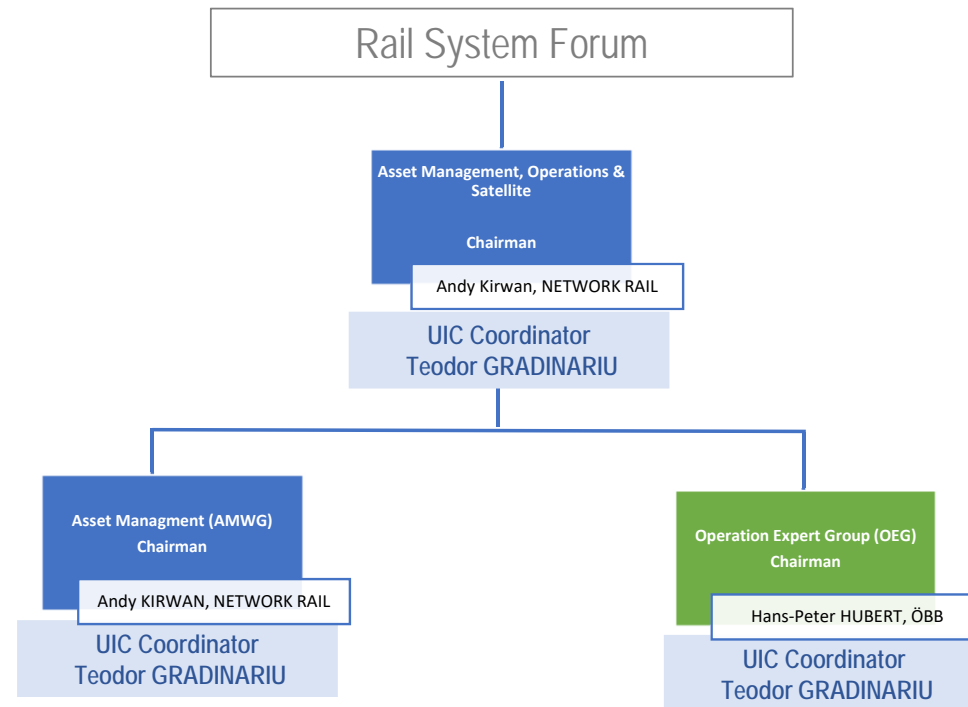 Rail System Forum
Asset Management, Operations &
Satellite
Chairman
Andy Kirwan, NETWORK RAIL
UIC Coordinator
Teodor GRADINARIU
Asset Managment (AMWG)
Chairman
Andy KIRWAN, NETWORK RAIL
UIC Coordinator
Teodor GRADINARIU
Operation Expert Group (OEG)
Chairman
Hans-Peter HUBERT, ÖBB
UIC Coordinator
Teodor GRADINARIU